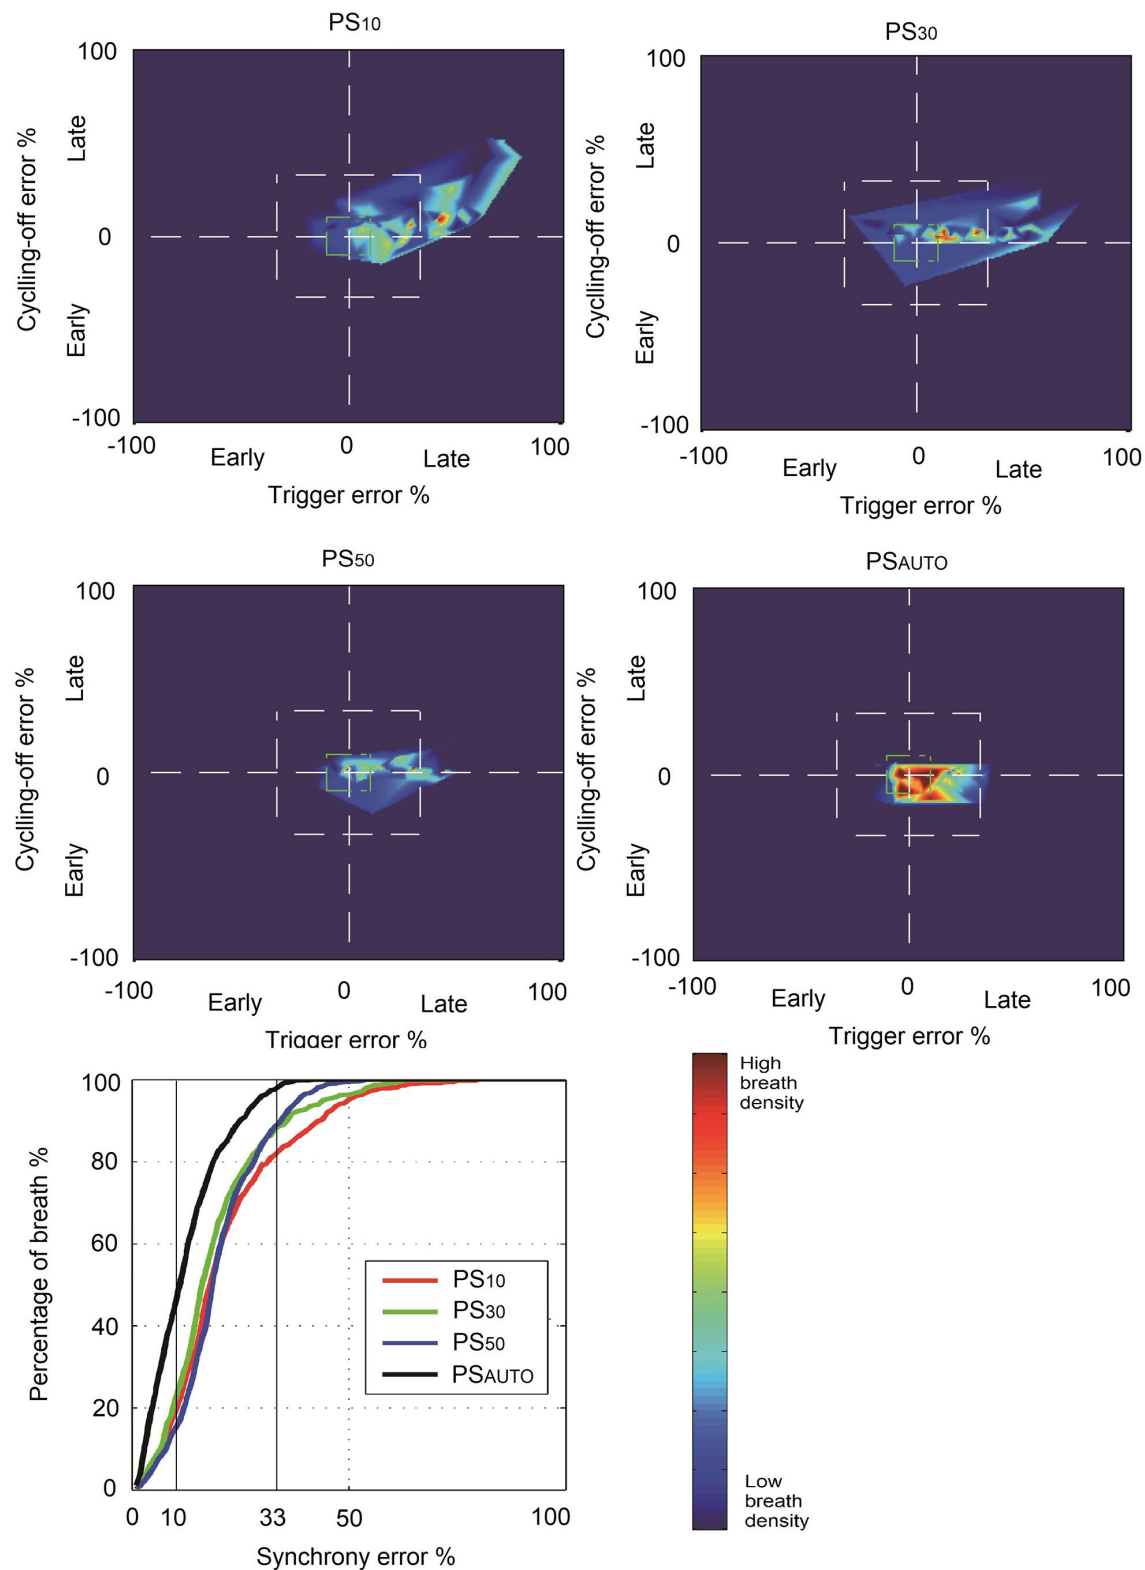 PS10
100
Cyclling-off error %
Late
0
Early
-100
-100
0
100
Early
Late
Trigger error %
PS30
100
Cyclling-off error %
Late
0
Early
-100
-100
0
100
Early
Late
Trigger error %
PS50
100
Cyclling-off error %
Late
0
Early
-100
-100
0
100
Early
Late
Trigger error %
PSAUTO
100
Cyclling-off error %
Late
0
Early
-100
-100
0
100
Early
Late
Trigger error %
100
80
60
40
20
0
Percentage of breath %
PS10
PS30
PS50
PSAUTO
0
10
33
50
100
Synchrony error %
High
breath
density
Low
breath
density